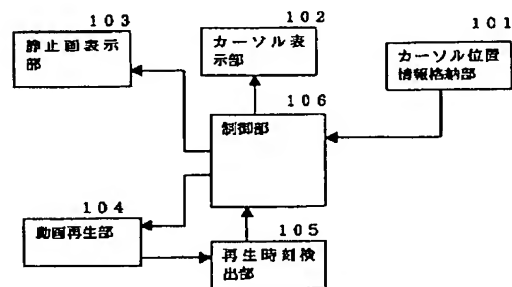 103
静止画表示
部
102
カーソル表
示部
101
カーソル位置
情報格納部
106
制御部
104
動画再生部
105
再生時刻検
出部